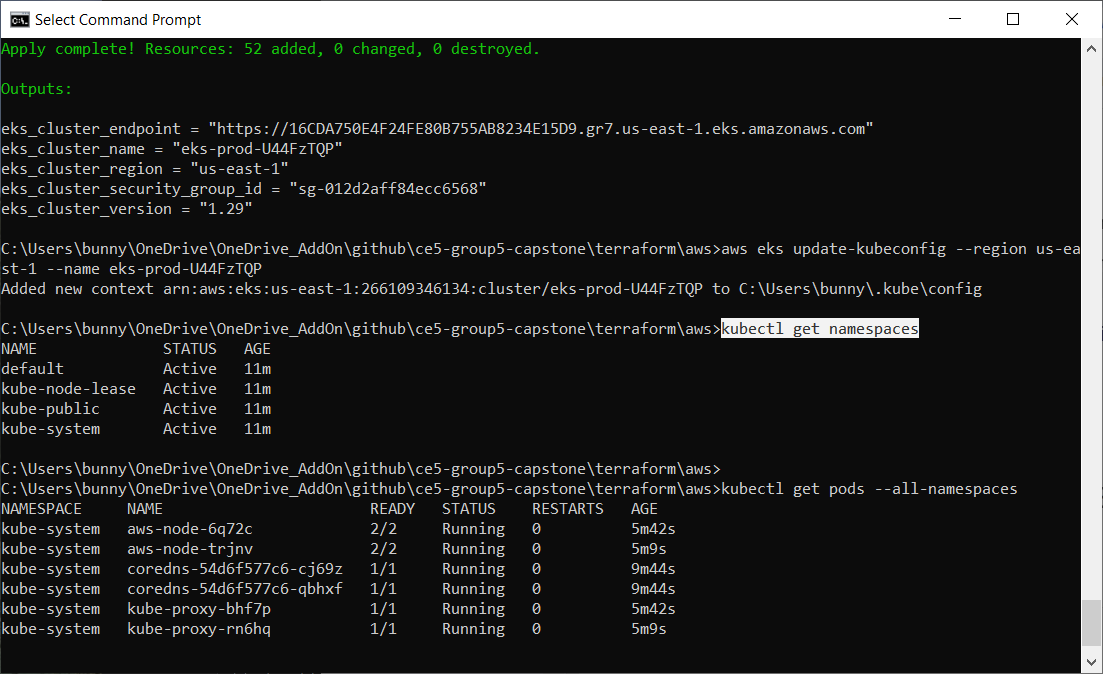 Select Command Prompt
Apply complete! Resources: 52 added, 0 changed, 0 destroyed.
Outputs:
eks_cluster_endpoint = "https://16CDA750E4F24FE80B755AB8234E15D9.gr7.us-east-1.eks.amazonaws.com"
eks_cluster_name = "eks-prod-U44FzTQP"
eks_cluster_region = "us-east-1"
eks_cluster_security_group_id = "sg-012d2aff84ecc6568"
eks_cluster_version = "1.29"
C:\Users\bunny\OneDrive\OneDrive_AddOn\github\ce5-group5-capstone\terraform\aws>aws eks update-kubeconfig --region us-ea
st-1 --name eks-prod-U44FzTQP
Added new context arn:aws:eks:us-east-1:266109346134:cluster/eks-prod-U44FzTQP to C:\Users\bunny\.kube\config
C:\Users\bunny\OneDrive\OneDrive_AddOn\github\ce5-group5-capstone\terraform\aws>kubectl get namespaces
NAME STATUS AGE
default Active 11m
kube-node-lease Active 11m
kube-public Active 11m
kube-system Active 11m
C:\Users\bunny\OneDrive\OneDrive_AddOn\github\ce5-group5-capstone\terraform\aws>
C:\Users\bunny\OneDrive\OneDrive_AddOn\github\ce5-group5-capstone\terraform\aws>kubectl get pods --all-namespaces
NAMESPACE NAME READY STATUS RESTARTS AGE
kube-system aws-node-6q72c 2/2 Running 0 5m42s
kube-system aws-node-trjnv 2/2 Running 0 5m9s
kube-system coredns-54d6f577c6-cj69z 1/1 Running 0 9m44s
kube-system coredns-54d6f577c6-qbhxf 1/1 Running 0 9m44s
kube-system kube-proxy-bhf7p 1/1 Running 0 5m42s
kube-system kube-proxy-rn6hq 1/1 Running 0 5m9s